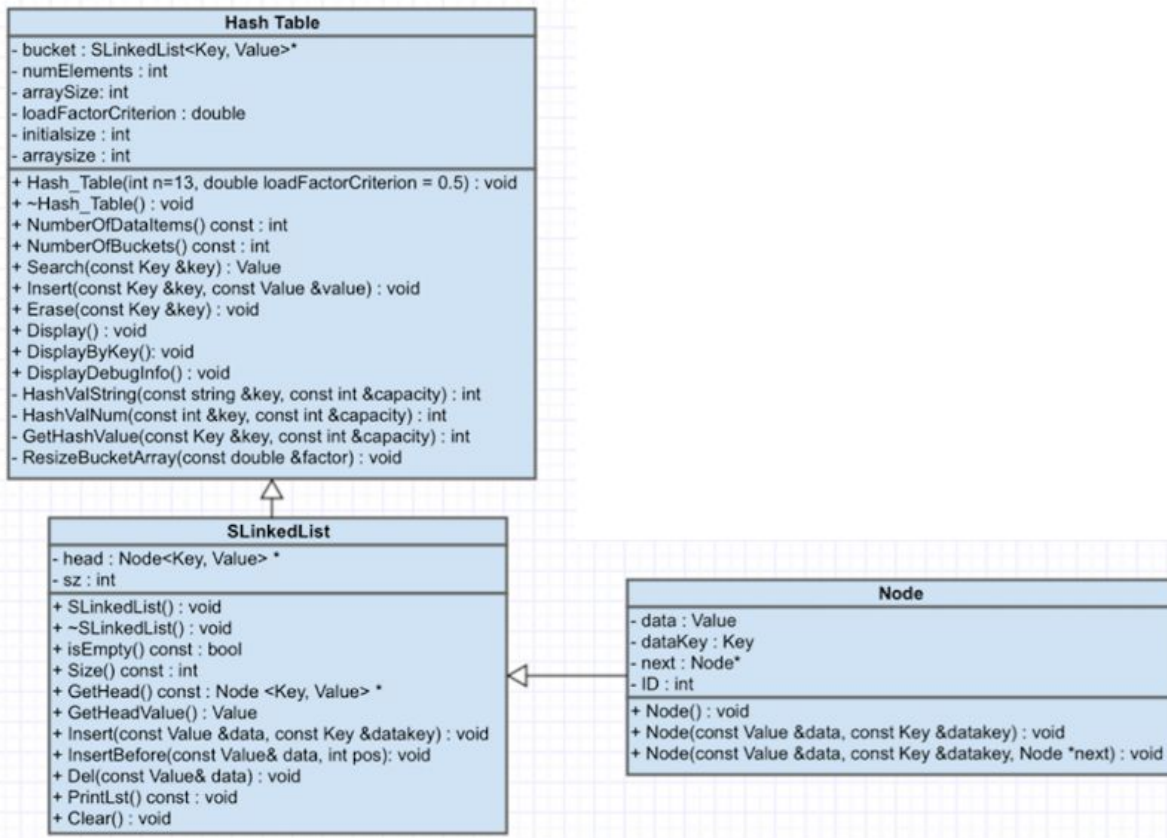 Hash Table
- bucket : SLinkedList<Key, Value>*
- numElements : int
- arraySize: int
- loadFactorCriterion : double
- initialsize : int
- arraysize : int
+ Hash_Table(int n=13, double loadFactorCriterion = 0.5) : void
+ ~Hash_Table() : void
+ NumberOfDataItems() const : int
+ NumberOfBuckets() const : int
+ Search(const Key &key) : Value
+ Insert(const Key &key, const Value &value) : void
+ Erase(const Key &key) : void
+ Display() : void
+ DisplayByKey(): void
+ DisplayDebugInfo() : void
- HashValString(const string &key, const int &capacity) : int
- HashValNum(const int &key, const int &capacity) : int
- GetHashValue(const Key &key, const int &capacity) : int
- ResizeBucketArray(const double &factor) : void
SLinkedList
- head : Node<Key, Value> *
- sz : int
+ SLinkedList() : void
+ ~SLinkedList() : void
+ isEmpty() const : bool
+ Size() const : int
+ GetHead() const : Node <Key, Value> *
+ GetHeadValue() : Value
+ Insert(const Value &data, const Key &datakey) : void
+ InsertBefore(const Value& data, int pos): void
+ Del(const Value& data) : void
+ PrintLst() const : void
+ Clear() : void
Node
- data : Value
- dataKey : Key
- next : Node*
- ID : int
+ Node() : void
+ Node(const Value &data, const Key &datakey) : void
+ Node(const Value &data, const Key &datakey, Node *next) : void